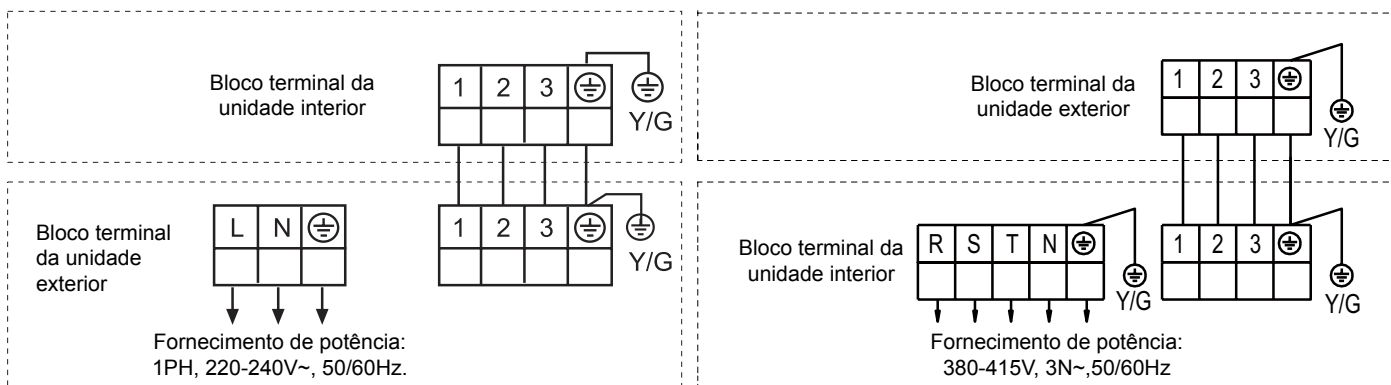 Bloco terminal da
unidade interior
1 2 3
Y/G
Bloco terminal
da unidade
exterior
L N
1 2 3
Y/G
Fornecimento de potência:
1PH, 220-240V~, 50/60Hz.
Bloco terminal da
unidade exterior
1 2 3
Y/G
Bloco terminal da
unidade interior
R S T N
Y/G
1 2 3
Y/G
Fornecimento de potência:
380-415V, 3N~,50/60Hz